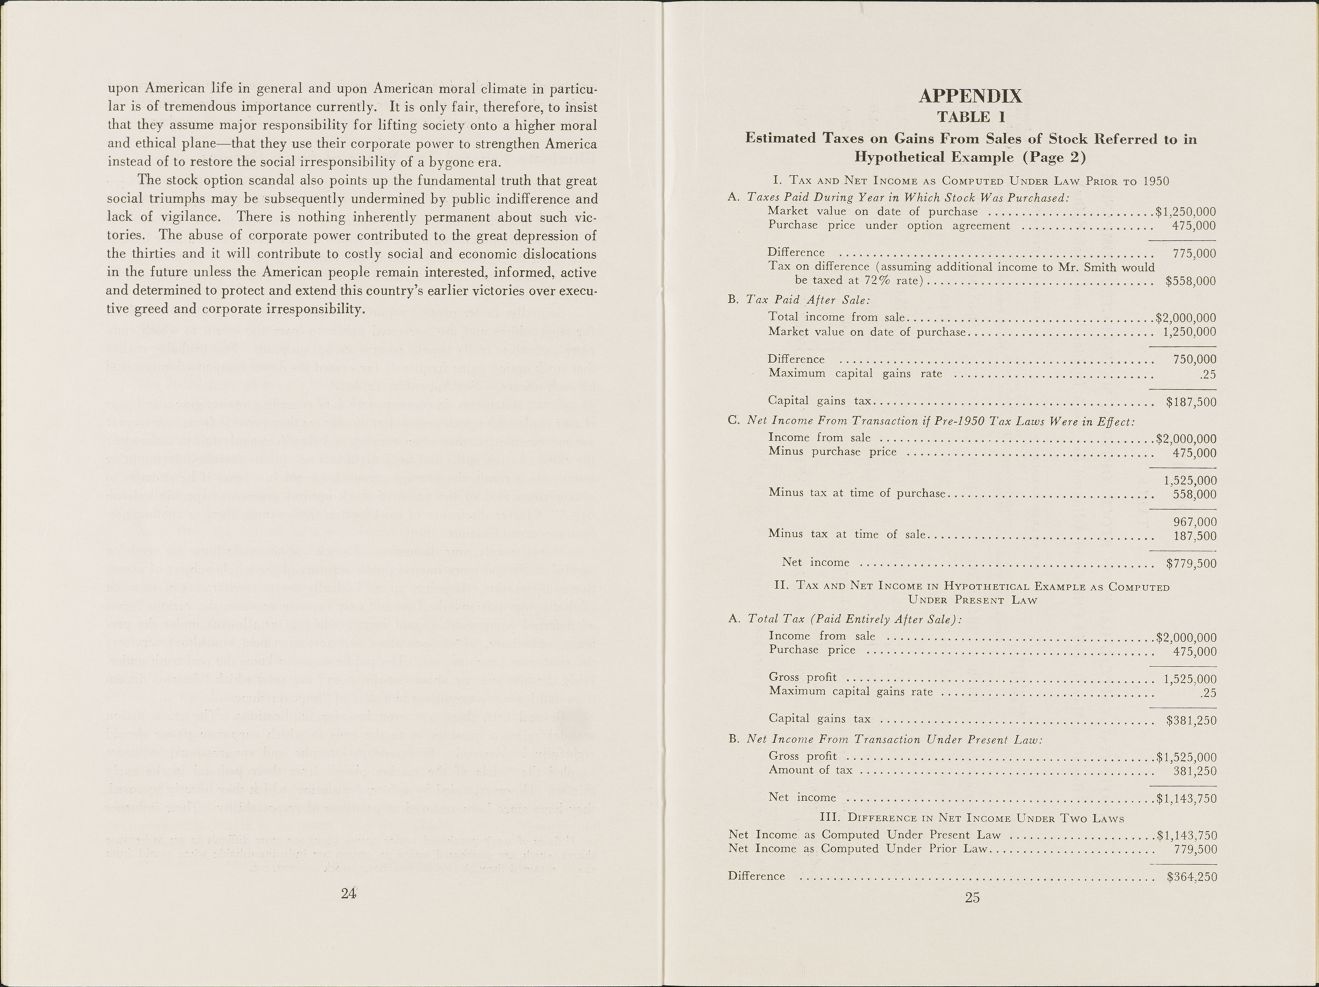 upon American life in general and upon American moral climate in particu-
lar is of tremendous importance currently. It is only fair, therefore, to insist
that they assume major responsibility for lifting society onto a higher moral
and ethical plane—that they use their corporate power to strengthen America
instead of to restore the social irresponsibility of a bygone era.
The stock option scandal also points up the fundamental truth that great
social triumphs may be subsequently undermined by public indifference and
lack of vigilance. There is nothing inherently permanent about such vic-
tories. The abuse of corporate power contributed to the great depression of
the thirties and it will contribute to costly social and economic dislocations
in the future unless the American people remain interested, informed, active
and determined to protect and extend this country's earlier victories over execu-
tive greed and corporate irresponsibility.
24
APPENDIX
TABLE 1
Estimated Taxes on Gains From Sales of Stock Referred to in
Hypothetical Example (Page 2)
I. Tax and Net Income as Computed Under Law Prior to 1950
A. Taxes Paid During Year in Which Stock Was Purchased:
Market value on date of purchase ......................... $1,250,000
Purchase price under option agreement .................... 475,000
Difference ............................................... 775,000
Tax on difference (assuming additional income to Mr. Smith would
be taxed at 72% rate).................................. $558,000
B. Tax Paid After Sale:
Total income from sale..................................... $2,000,000
Market value on date of purchase............................ 1,250,000
Difference ............................................... 750,000
Maximum capital gains rate .............................. .25
Capital gains tax.......................................... $187,500
C. Net Income From Transaction if Pre-1950 Tax Laws Were in Effect:
Income from sale ......................................... $2,000,000
Minus purchase price ..................................... 475,000
1,525,000
Minus tax at time of purchase............................... 558,000
967,000
Minus tax at time of sale.................................. 187,500
Net income ............................................ $779,500
II. Tax and Net Income in Hypothetical Example as Computed
Under Present Law
A. Total Tax (Paid Entirely After Sale):
Income from sale ........................................ $2,000,000
Purchase price ........................................... 475,000
Gross profit .............................................. 1,525,000
Maximum capital gains rate ................................ .25
Capital gains tax ......................................... $381,250
B. Net Income From Transaction Under Present Law:
Gross profit .............................................. $1,525,000
Amount of tax ............................................ 381,250
Net income .............................................. $1,143,750
III. Difference in Net Income Under Two Laws
Net Income as Computed Under Present Law ...................... $1,143,750
Net Income as Computed Under Prior Law......................... 779,500
Difference ..................................................... $364,250
25